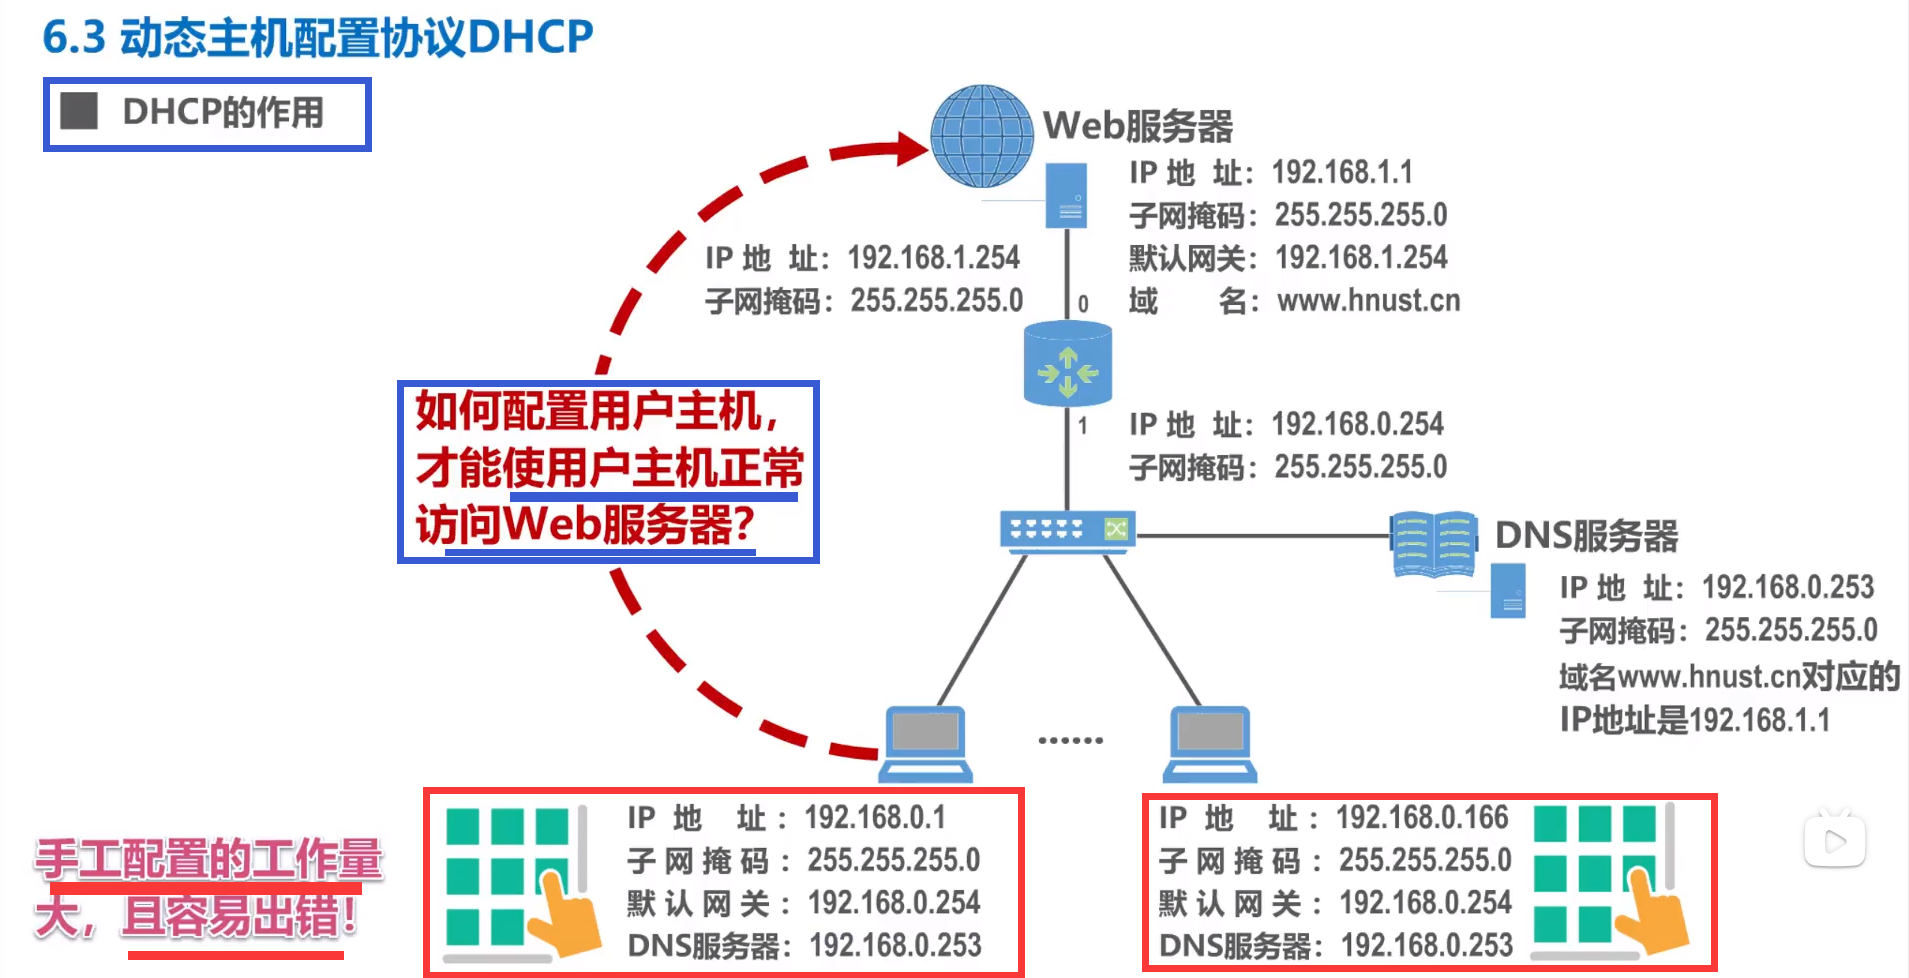 6.3 动态主机配置协议DHCP
DHCP的作用
Web服务器
IP 地 址：192.168.1.1
子网掩码：255.255.255.0
默认网关：192.168.1.254
域 名：www.hnust.cn
IP 地 址：192.168.1.254
子网掩码：255.255.255.0
0
如何配置用户主机，
才能使用户主机正常
访问Web服务器？
1
IP 地 址：192.168.0.254
子网掩码：255.255.255.0
DNS服务器
IP 地 址：192.168.0.253
子网掩码：255.255.255.0
域名www.hnust.cn对应的
IP地址是192.168.1.1
......
手工配置的工作量
大，且容易出错！
IP 地 址：192.168.0.1
子网掩码：255.255.255.0
默认网关：192.168.0.254
DNS服务器：192.168.0.253
IP 地 址：192.168.0.166
子网掩码：255.255.255.0
默认网关：192.168.0.254
DNS服务器：192.168.0.253